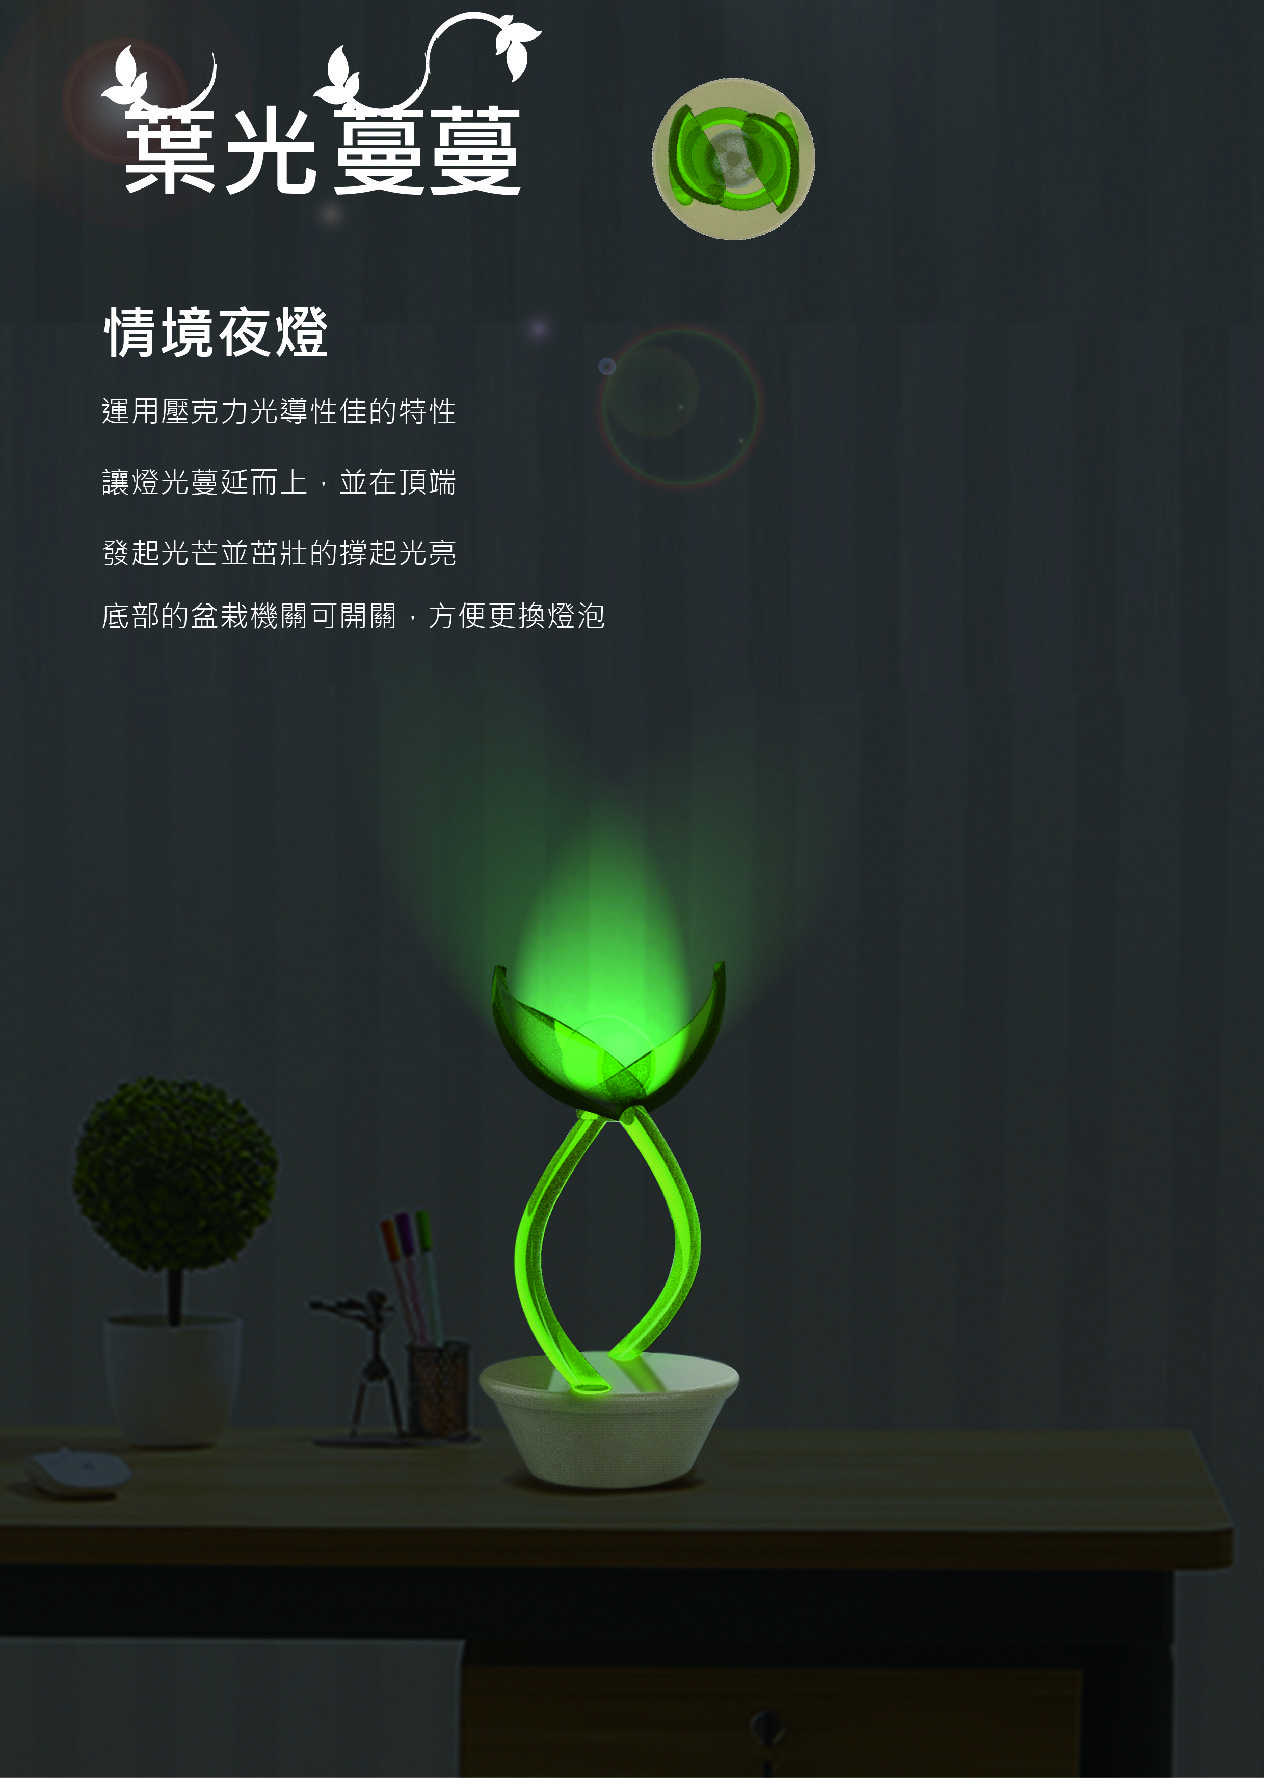 葉光蔓蔓
情境夜燈
運用壓克力光導性佳的特性
讓燈光蔓延而上，並在頂端
發起光芒並茁壯的撐起光亮
底部的盆栽機關可開關，方便更換燈泡